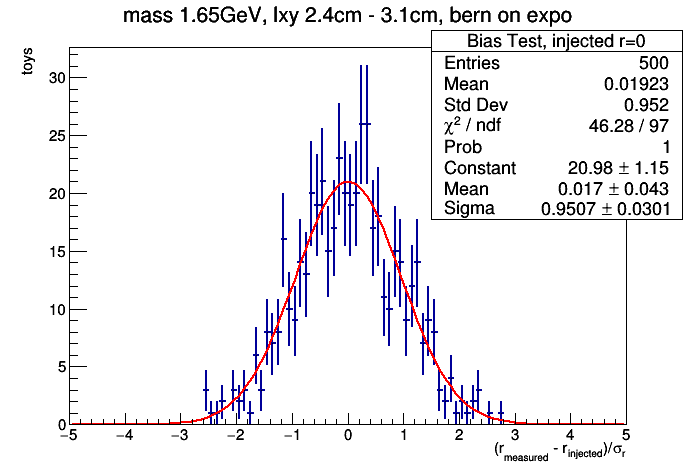 mass 1.65GeV, lxy 2.4cm - 3.1cm, bern on expo
Bias Test, injected r=0
Entries 500
Mean 0.01923
Std Dev 0.952
χ² / ndf 46.28 / 97
Prob 1
Constant 20.98 ± 1.15
Mean 0.017 ± 0.043
Sigma 0.9507 ± 0.0301
toys
30
25
20
15
10
5
0
−5 −4 −3 −2 −1 0 1 2 3 4 5
(r_measured - r_injected)/σ_r